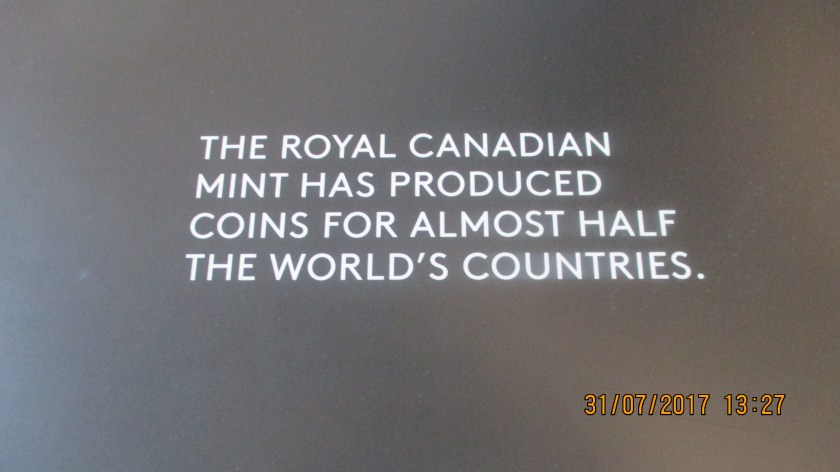 THE ROYAL CANADIAN
MINT HAS PRODUCED
COINS FOR ALMOST HALF
THE WORLD'S COUNTRIES.
31/07/2017 13:27